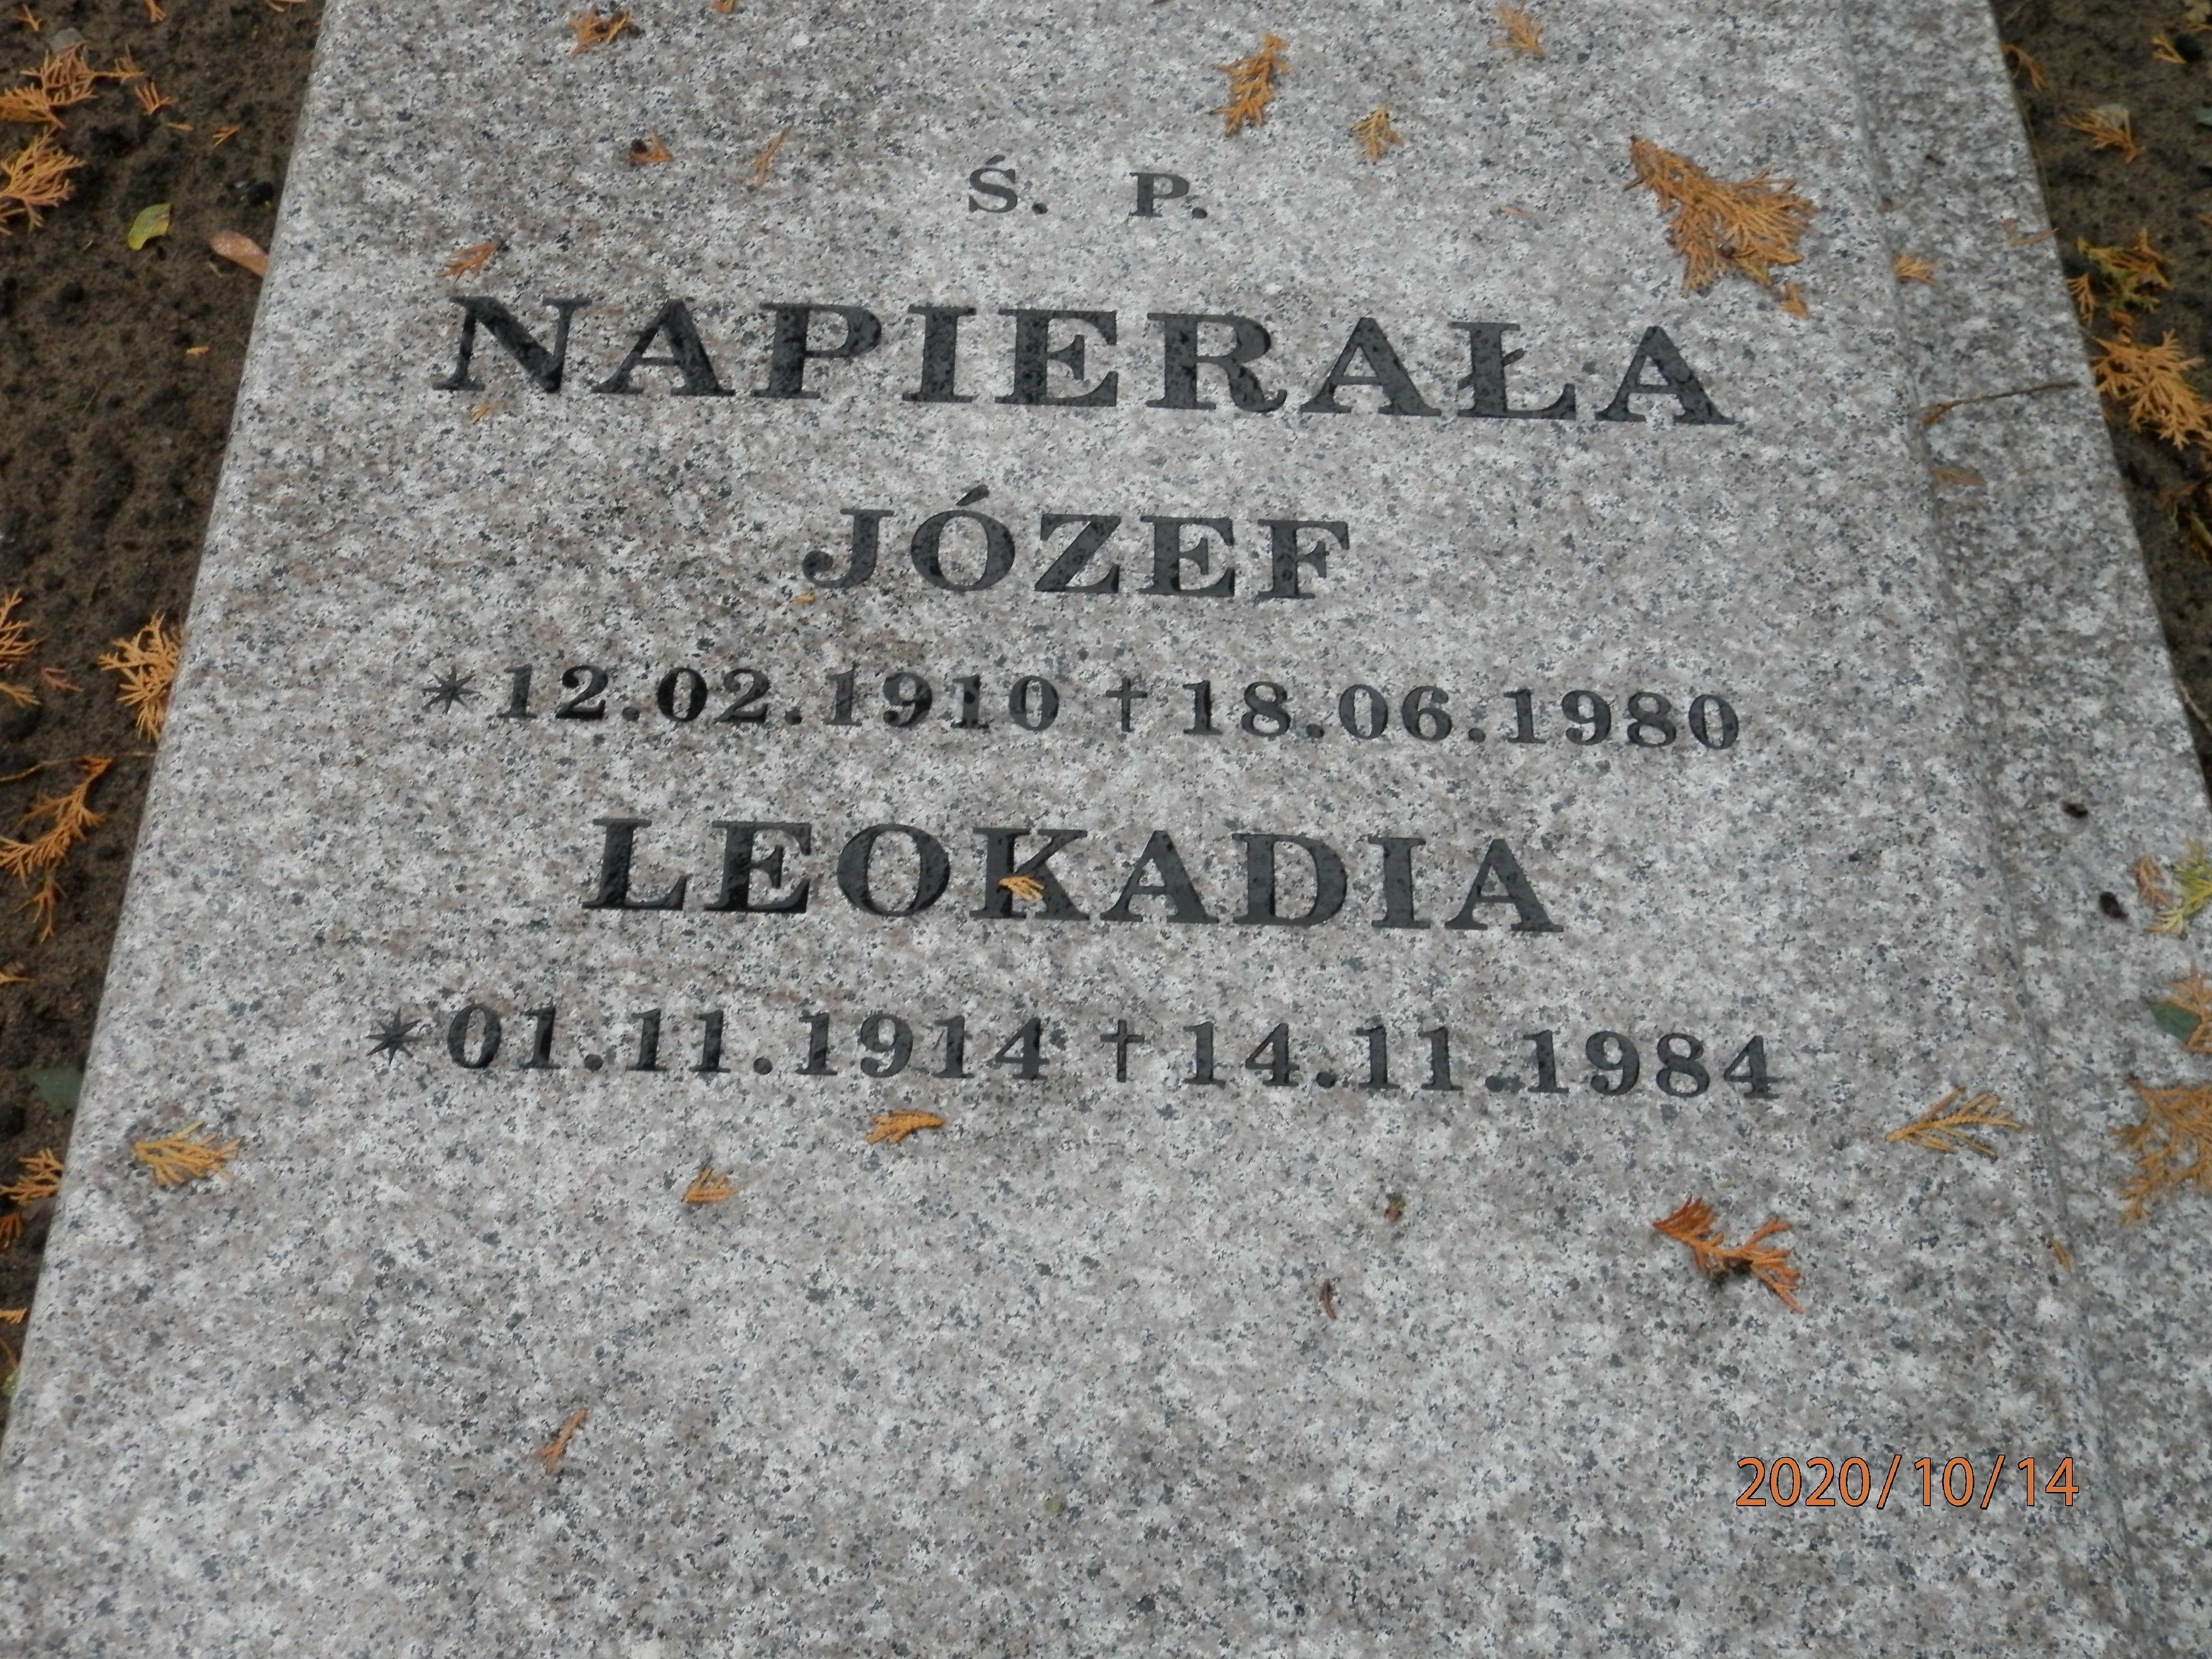 Ś. P.
NAPIERAŁA
JÓZEF
*12.02.1910 †18.06.1980
LEOKADIA
*01.11.1914 †14.11.1984
2020/10/14